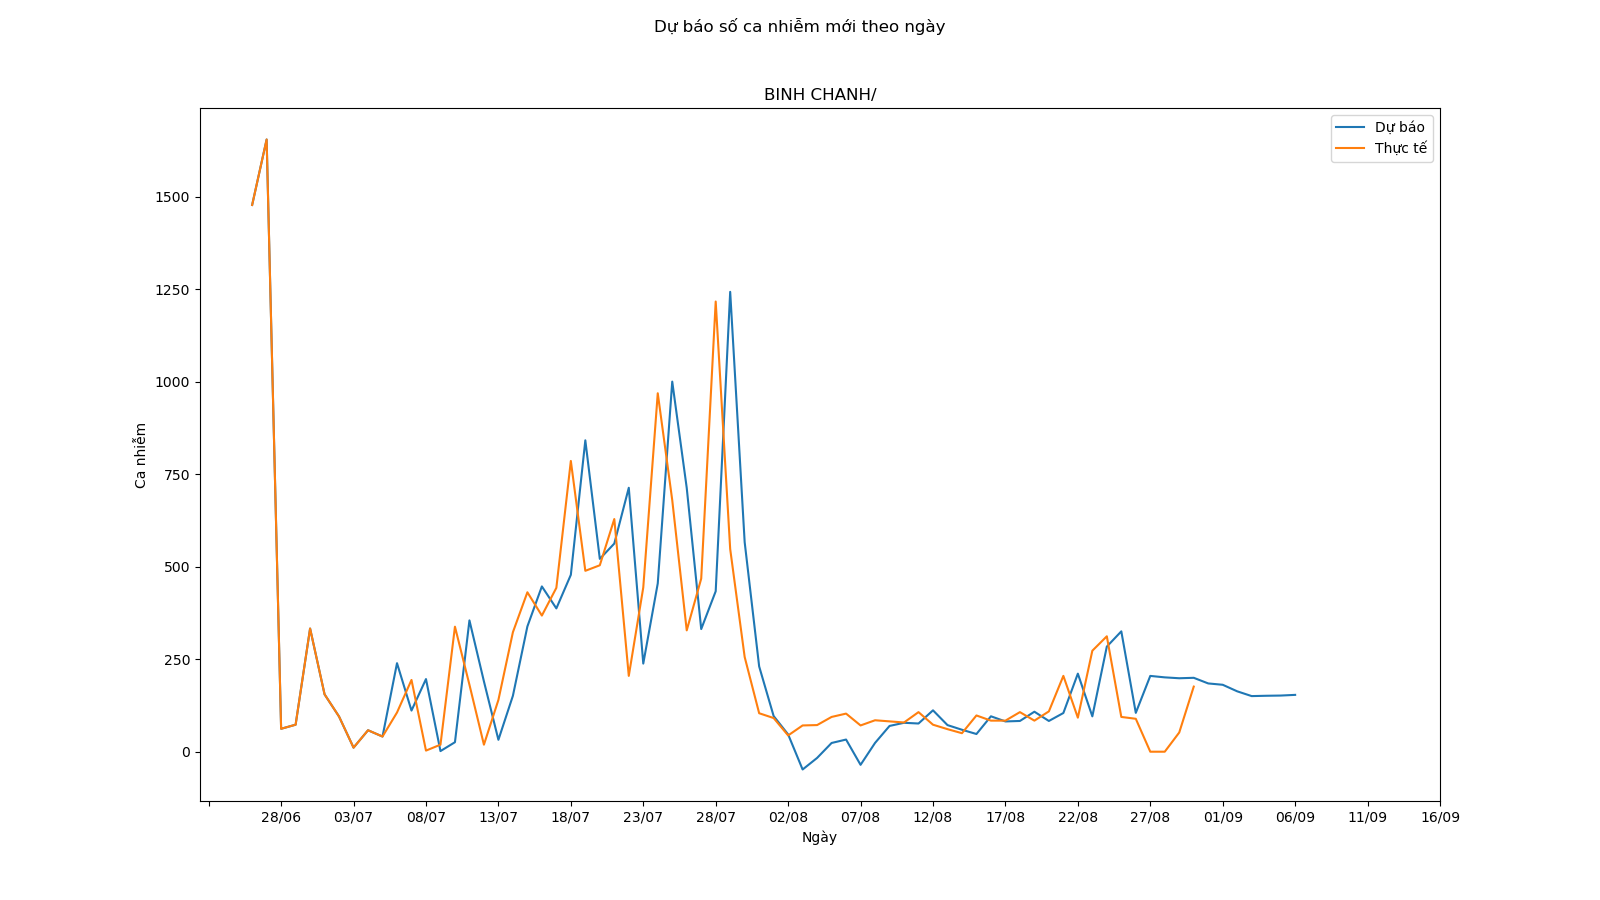 Dự báo số ca nhiễm mới theo ngày
BINH CHANH/
Dự báo
Thực tế
1500
1250
1000
750
500
250
0
Ca nhiễm
28/06 03/07 08/07 13/07 18/07 23/07 28/07 02/08 07/08 12/08 17/08 22/08 27/08 01/09 06/09 11/09 16/09
Ngày